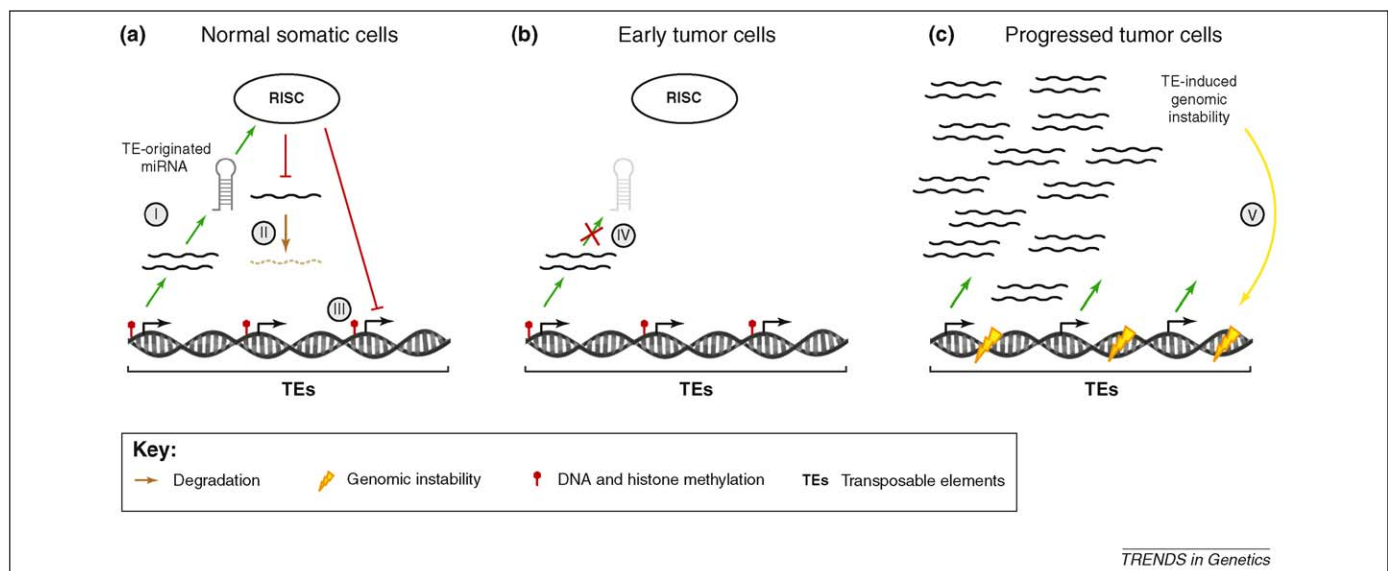 (a) Normal somatic cells
RISC
TE-originated
miRNA
I
II
III
TEs
(b) Early tumor cells
RISC
IV
TEs
(c) Progressed tumor cells
TE-induced
genomic
instability
V
TEs
Key:
Degradation
Genomic instability
DNA and histone methylation
TEs Transposable elements
TRENDS in Genetics